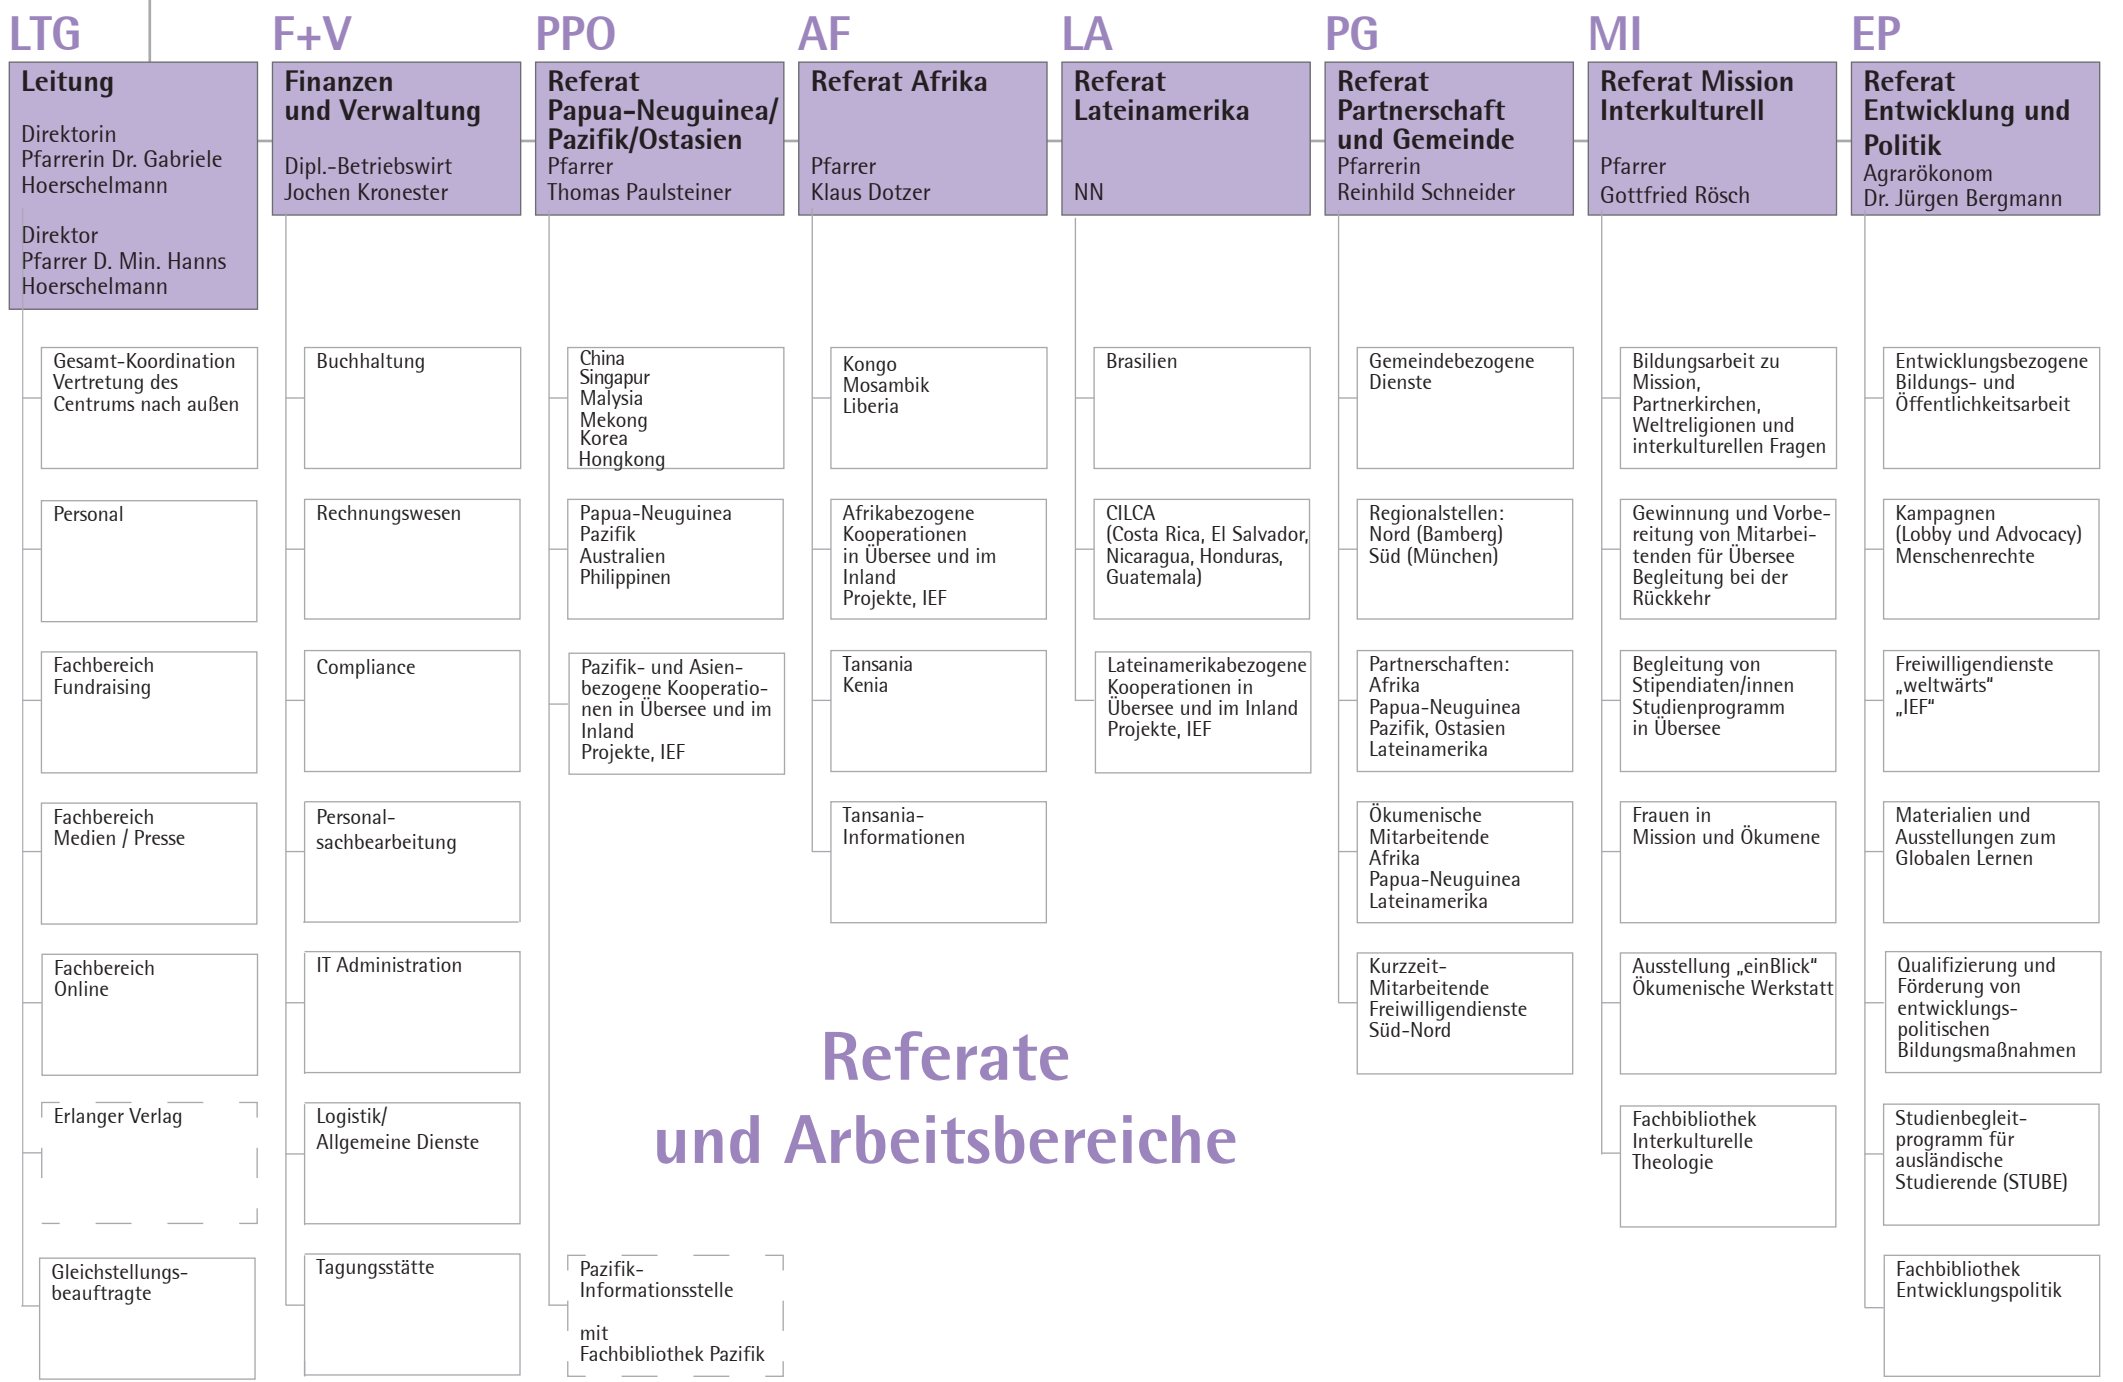 LTG
Leitung
Direktorin
Pfarrerin Dr. Gabriele
Hoerschelmann
Direktor
Pfarrer D. Min. Hanns
Hoerschelmann
Gesamt-Koordination
Vertretung des
Centrums nach außen
Personal
Fachbereich
Fundraising
Fachbereich
Medien / Presse
Fachbereich
Online
Erlanger Verlag
Gleichstellungs-
beauftragte
F+V
Finanzen
und Verwaltung
Dipl.-Betriebswirt
Jochen Kronester
Buchhaltung
Rechnungswesen
Compliance
Personal-
sachbearbeitung
IT Administration
Logistik/
Allgemeine Dienste
Tagungsstätte
PPO
Referat
Papua-Neuguinea/
Pazifik/Ostasien
Pfarrer
Thomas Paulsteiner
China
Singapur
Malysia
Mekong
Korea
Hongkong
Papua-Neuguinea
Pazifik
Australien
Philippinen
Pazifik- und Asien-
bezogene Kooperatio-
nen in Übersee und im
Inland
Projekte, IEF
Pazifik-
Informationsstelle
mit
Fachbibliothek Pazifik
AF
Referat Afrika
Pfarrer
Klaus Dotzer
Kongo
Mosambik
Liberia
Afrikabezogene
Kooperationen
in Übersee und im
Inland
Projekte, IEF
Tansania
Kenia
Tansania-
Informationen
LA
Referat
Lateinamerika
NN
Brasilien
CILCA
(Costa Rica, El Salvador,
Nicaragua, Honduras,
Guatemala)
Lateinamerikabezogene
Kooperationen in
Übersee und im Inland
Projekte, IEF
PG
Referat
Partnerschaft
und Gemeinde
Pfarrerin
Reinhild Schneider
Gemeindebezogene
Dienste
Regionalstellen:
Nord (Bamberg)
Süd (München)
Partnerschaften:
Afrika
Papua-Neuguinea
Pazifik, Ostasien
Lateinamerika
Ökumenische
Mitarbeitende
Afrika
Papua-Neuguinea
Lateinamerika
Kurzzeit-
Mitarbeitende
Freiwilligendienste
Süd-Nord
MI
Referat Mission
Interkulturell
Pfarrer
Gottfried Rösch
Bildungsarbeit zu
Mission,
Partnerkirchen,
Weltreligionen und
interkulturellen Fragen
Gewinnung und Vorbe-
reitung von Mitarbei-
tenden für Übersee
Begleitung bei der
Rückkehr
Begleitung von
Stipendiaten/innen
Studienprogramm
in Übersee
Frauen in
Mission und Ökumene
Ausstellung „einBlick“
Ökumenische Werkstatt
Fachbibliothek
Interkulturelle
Theologie
EP
Referat
Entwicklung und
Politik
Agrarökonom
Dr. Jürgen Bergmann
Entwicklungsbezogene
Bildungs- und
Öffentlichkeitsarbeit
Kampagnen
(Lobby und Advocacy)
Menschenrechte
Freiwilligendienste
„weltwärts“
„IEF“
Materialien und
Ausstellungen zum
Globalen Lernen
Qualifizierung und
Förderung von
entwicklungs-
politischen
Bildungsmaßnahmen
Studienbegleit-
programm für
ausländische
Studierende (STUBE)
Fachbibliothek
Entwicklungspolitik
Referate
und Arbeitsbereiche